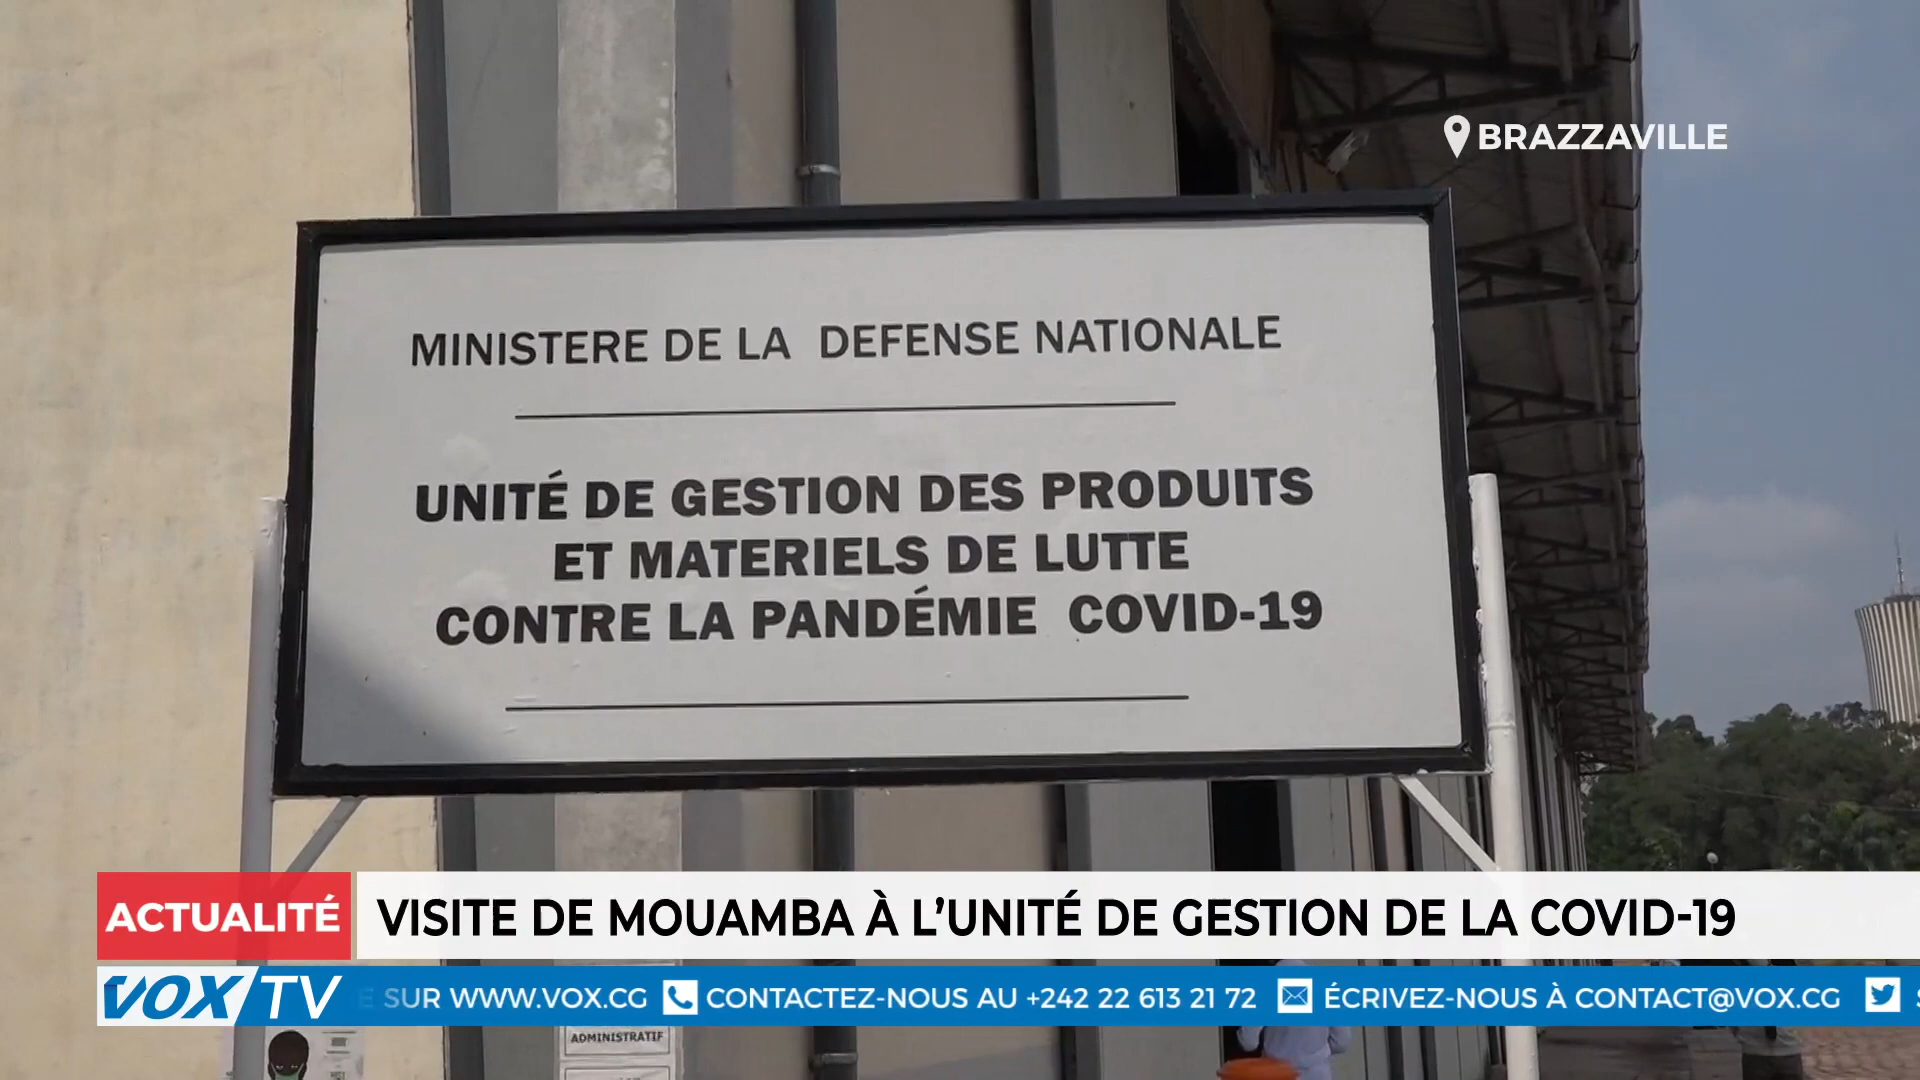 BRAZZAVILLE
MINISTERE DE LA DEFENSE NATIONALE
UNITÉ DE GESTION DES PRODUITS
ET MATERIELS DE LUTTE
CONTRE LA PANDÉMIE COVID-19
ACTUALITÉ
VISITE DE MOUAMBA À L'UNITÉ DE GESTION DE LA COVID-19
VOX TV
SUR WWW.VOX.CG CONTACTEZ-NOUS AU +242 22 613 21 72 ÉCRIVEZ-NOUS À CONTACT@VOX.CG
ADMINISTRATIF